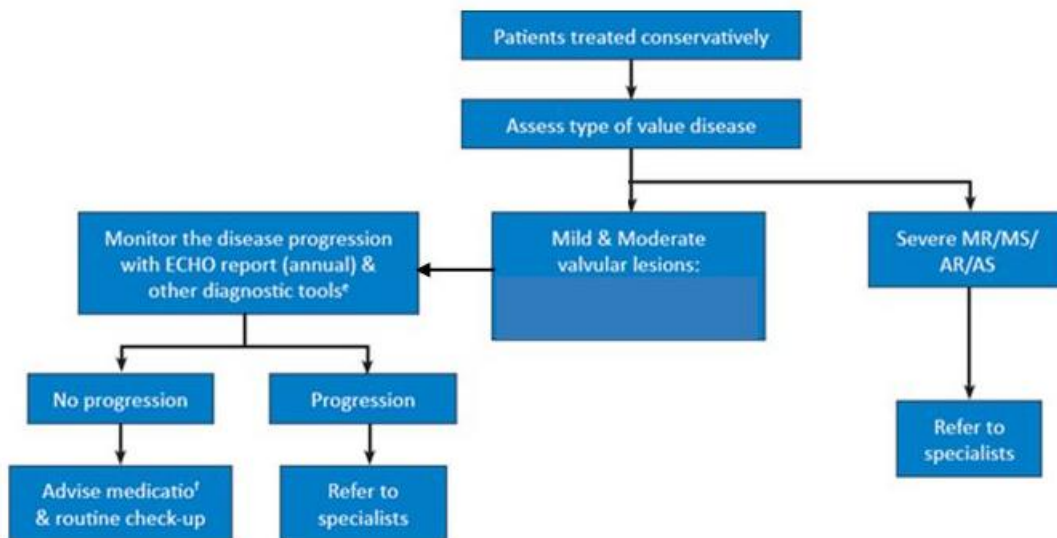 Patients treated conservatively
Assess type of value disease
Monitor the disease progression
with ECHO report (annual) &
other diagnostic toolsᵉ
Mild & Moderate
valvular lesions:
Severe MR/MS/
AR/AS
No progression
Progression
Refer to
specialists
Advise medicatioᶠ
& routine check-up
Refer to
specialists